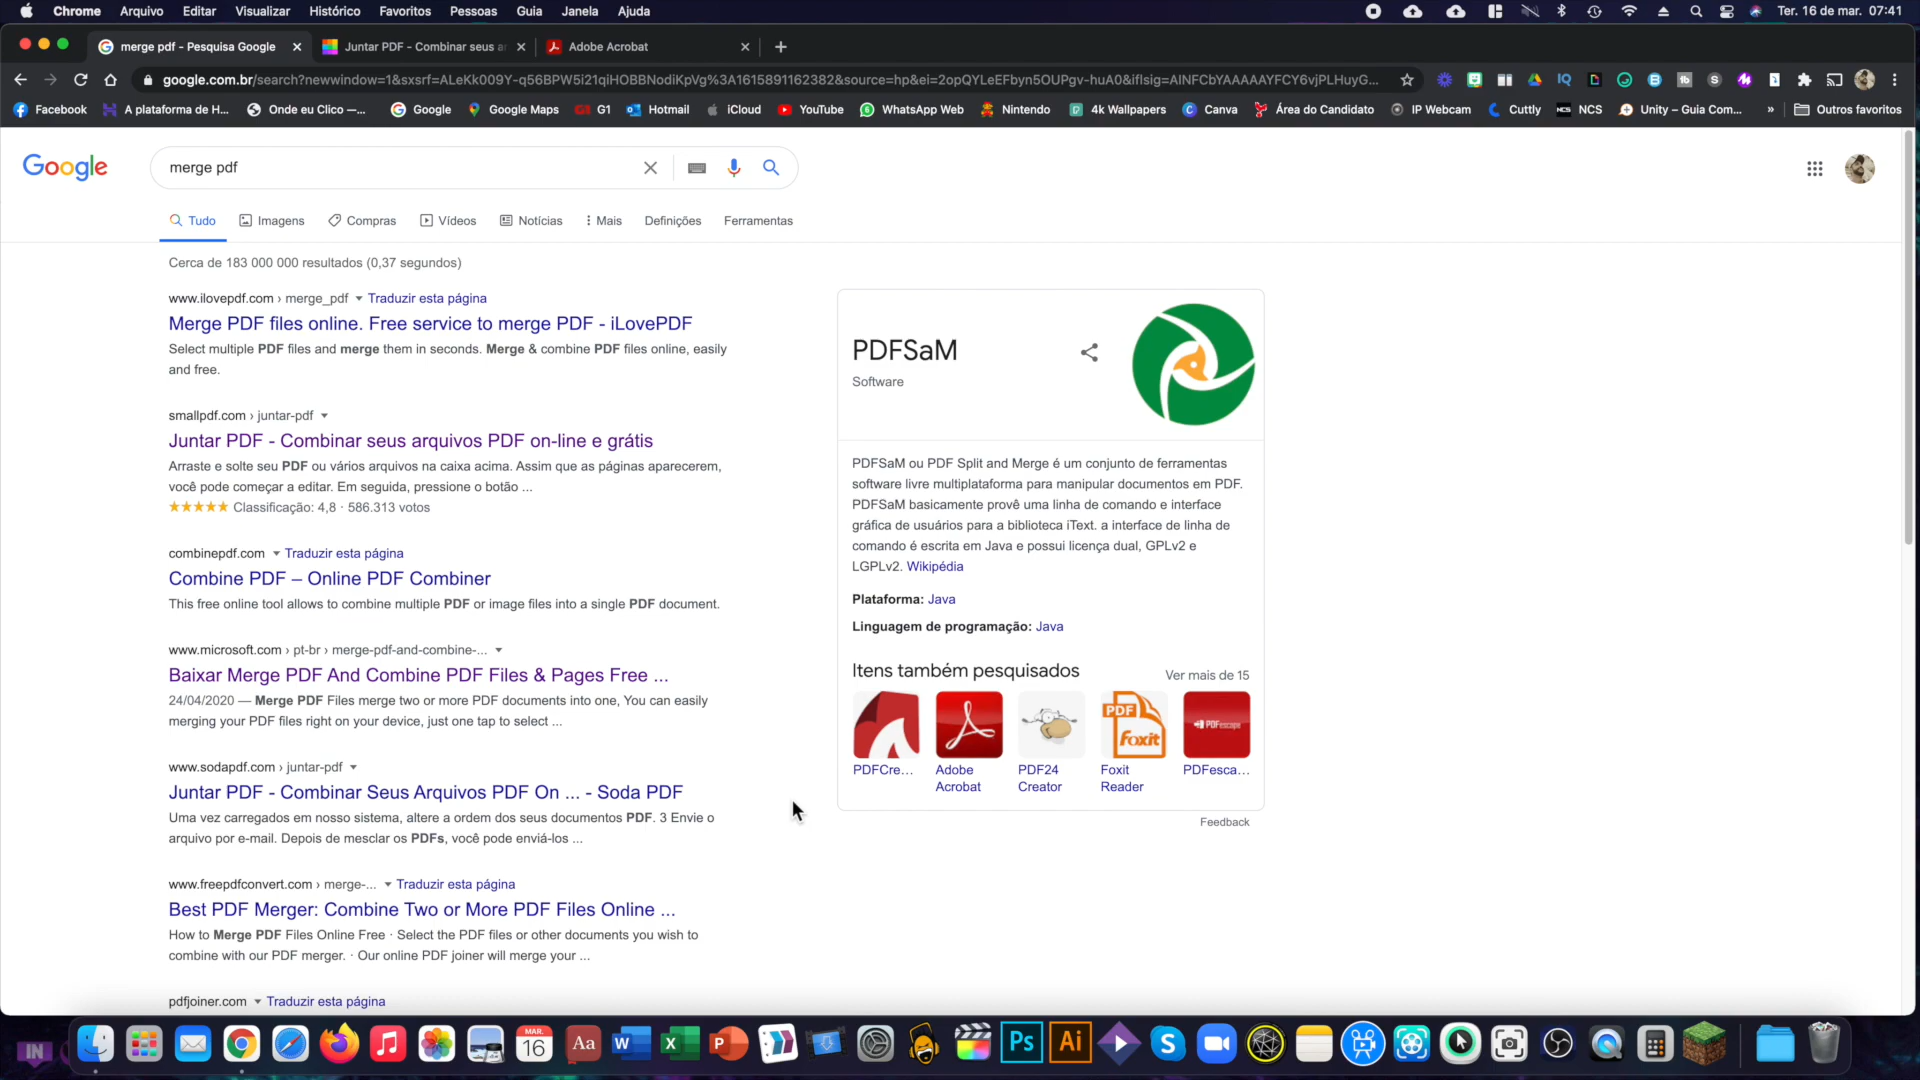 Chrome Arquivo Editar Visualizar Histórico Favoritos Pessoas Guia Janela Ajuda Ter. 16 de mar. 07:41
merge pdf - Pesquisa Google Juntar PDF - Combinar seus ar Adobe Acrobat
google.com.br/search?newwindow=1&sxsrf=ALeKk009Y-q56BPW5i21qiHOBBNodiKpVg%3A1615891162382&source=hp&ei=2opQYLeEFbyn5OUPgv-huA0&iflsig=AINFCbYAAAAAYFCY6vjPLHuyG...
Facebook A plataforma de H... Onde eu Clico —... Google Google Maps G1 Hotmail iCloud YouTube WhatsApp Web Nintendo 4k Wallpapers Canva Área do Candidato IP Webcam Cuttly NCS Unity – Guia Com... » Outros favoritos
Google merge pdf
Tudo Imagens Compras Vídeos Notícias Mais Definições Ferramentas
Cerca de 183 000 000 resultados (0,37 segundos)
www.ilovepdf.com › merge_pdf Traduzir esta página
Merge PDF files online. Free service to merge PDF - iLovePDF
Select multiple PDF files and merge them in seconds. Merge & combine PDF files online, easily
and free.
smallpdf.com › juntar-pdf
Juntar PDF - Combinar seus arquivos PDF on-line e grátis
Arraste e solte seu PDF ou vários arquivos na caixa acima. Assim que as páginas aparecerem,
você pode começar a editar. Em seguida, pressione o botão ...
Classificação: 4,8 · 586.313 votos
combinepdf.com Traduzir esta página
Combine PDF – Online PDF Combiner
This free online tool allows to combine multiple PDF or image files into a single PDF document.
www.microsoft.com › pt-br › merge-pdf-and-combine-...
Baixar Merge PDF And Combine PDF Files & Pages Free ...
24/04/2020 — Merge PDF Files merge two or more PDF documents into one, You can easily
merging your PDF files right on your device, just one tap to select ...
www.sodapdf.com › juntar-pdf
Juntar PDF - Combinar Seus Arquivos PDF On ... - Soda PDF
Uma vez carregados em nosso sistema, altere a ordem dos seus documentos PDF. 3 Envie o
arquivo por e-mail. Depois de mesclar os PDFs, você pode enviá-los ...
www.freepdfconvert.com › merge-... Traduzir esta página
Best PDF Merger: Combine Two or More PDF Files Online ...
How to Merge PDF Files Online Free · Select the PDF files or other documents you wish to
combine with our PDF merger. · Our online PDF joiner will merge your ...
pdfjoiner.com Traduzir esta página
PDFSaM
Software
PDFSaM ou PDF Split and Merge é um conjunto de ferramentas
software livre multiplataforma para manipular documentos em PDF.
PDFSaM basicamente provê uma linha de comando e interface
gráfica de usuários para a biblioteca iText. a interface de linha de
comando é escrita em Java e possui licença dual, GPLv2 e
LGPLv2. Wikipédia
Plataforma: Java
Linguagem de programação: Java
Itens também pesquisados Ver mais de 15
PDF Foxit PDFescape
PDFCre... Adobe Acrobat PDF24 Creator Foxit Reader PDFesca...
Feedback
IN MAR. 16 Aa W X P Ps Ai S